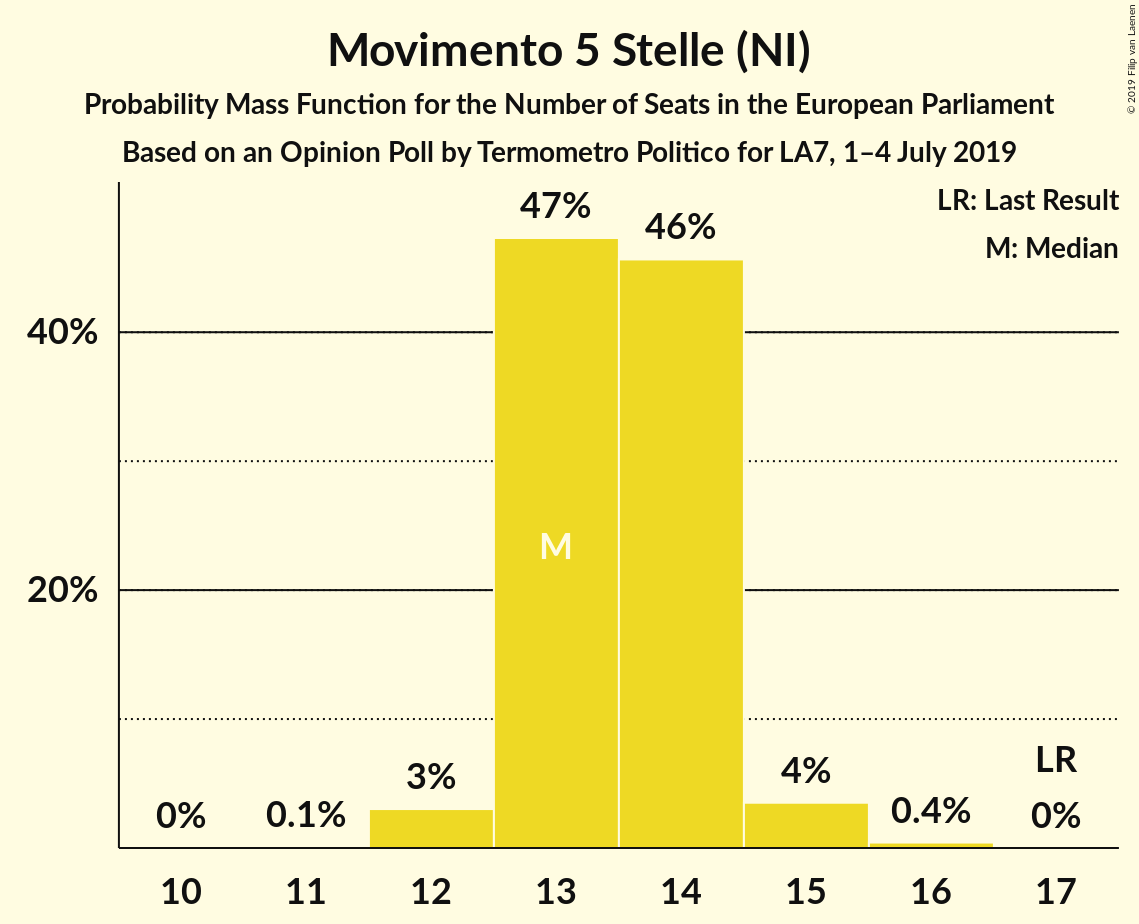 Movimento 5 Stelle (NI)
Probability Mass Function for the Number of Seats in the European Parliament
Based on an Opinion Poll by Termometro Politico for LA7, 1–4 July 2019
© 2019 Filip van Laenen
LR: Last Result
M: Median
47%
46%
40%
M
20%
LR
3%
4%
0%
0.1%
0.4%
0%
10 11 12 13 14 15 16 17